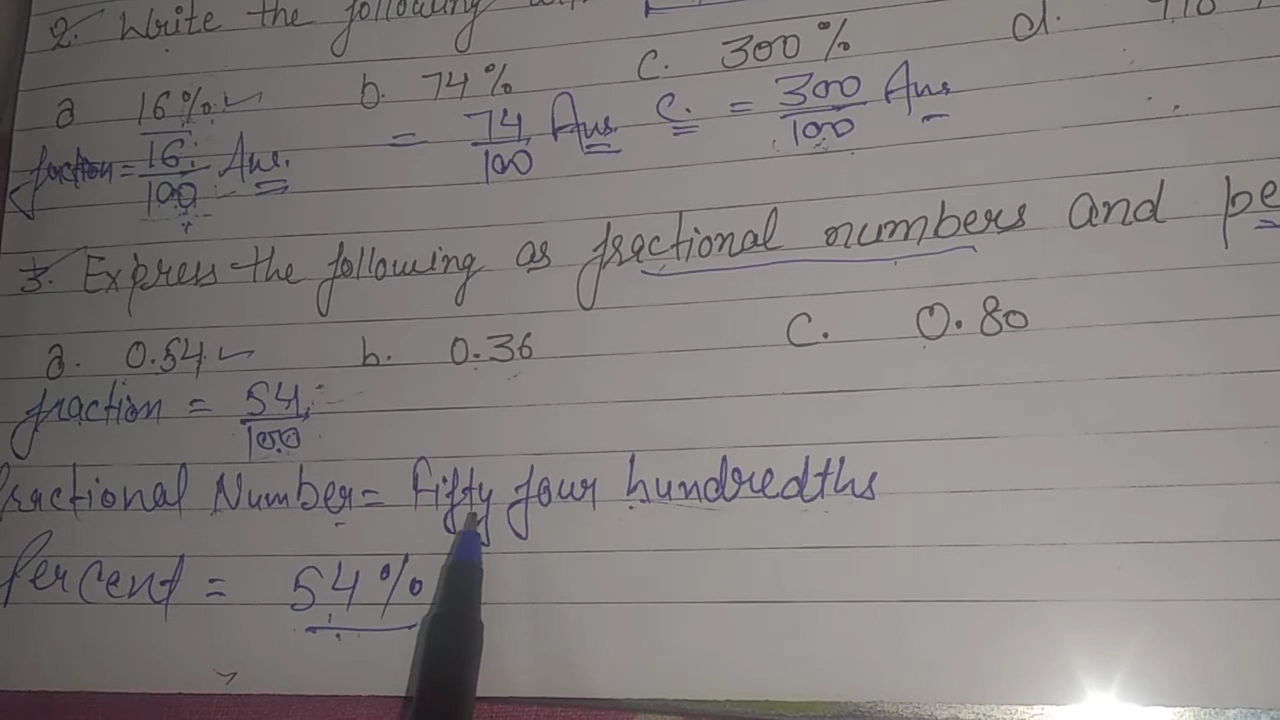 2. Write the following
a 16% b. 74% c. 300% d.
fraction = 16/100 Ans. = 74/100 Ans. c. = 300/100 Ans
3. Express the following as fractional numbers and pe
a. 0.54 b. 0.36 C. 0.80
fraction = 54/100
fractional Number = Fifty four hundredths
Percent = 54%